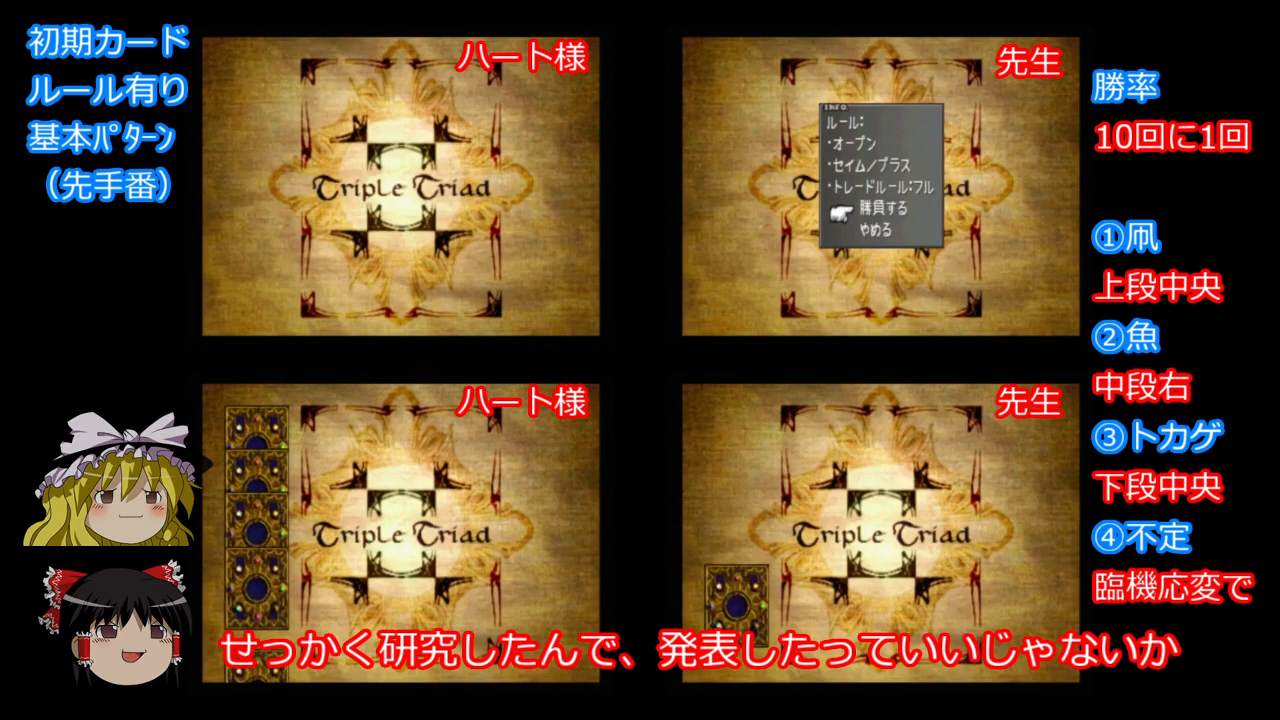 初期カード
ルール有り
基本ﾊﾟﾀｰﾝ
（先手番）
ハート様
Triple Triad
先生
Info.
ルール:
・オープン
・セイム/プラス
・トレードルール:フル
勝負する
やめる
ハート様
Triple Triad
先生
Triple Triad
勝率
10回に1回
①凧
上段中央
②魚
中段右
③トカゲ
下段中央
④不定
臨機応変で
せっかく研究したんで、発表したっていいじゃないか